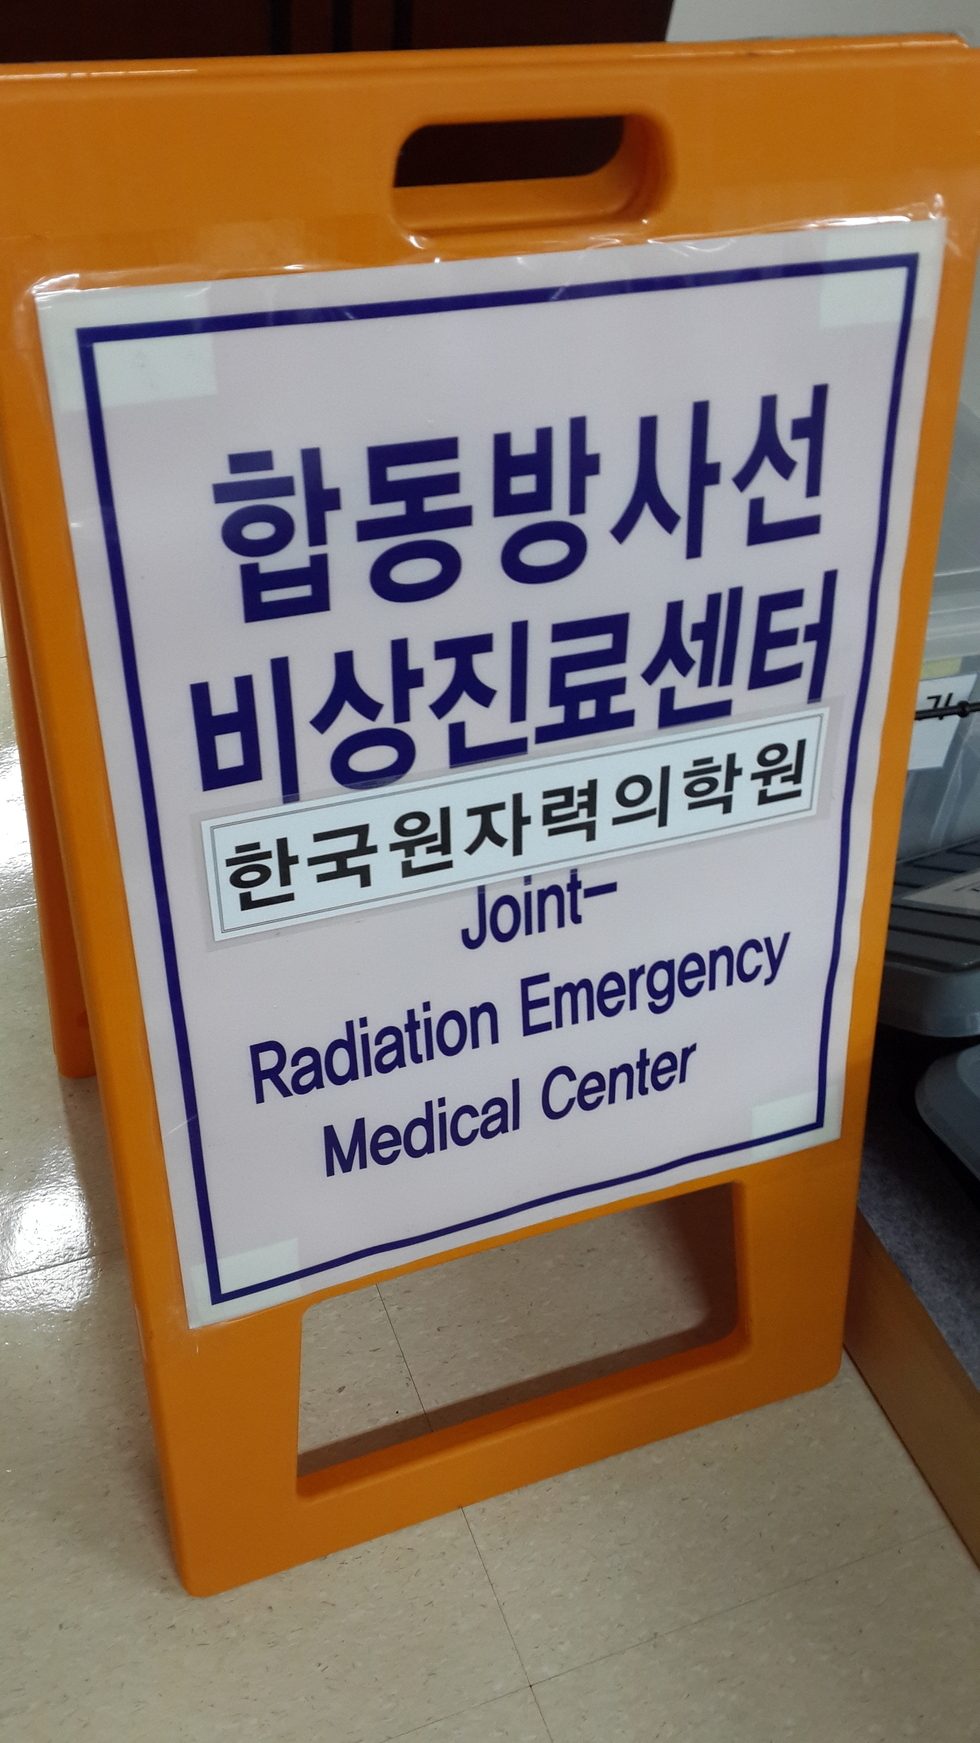 합동방사선
비상진료센터
한국원자력의학원
Joint-
Radiation Emergency
Medical Center